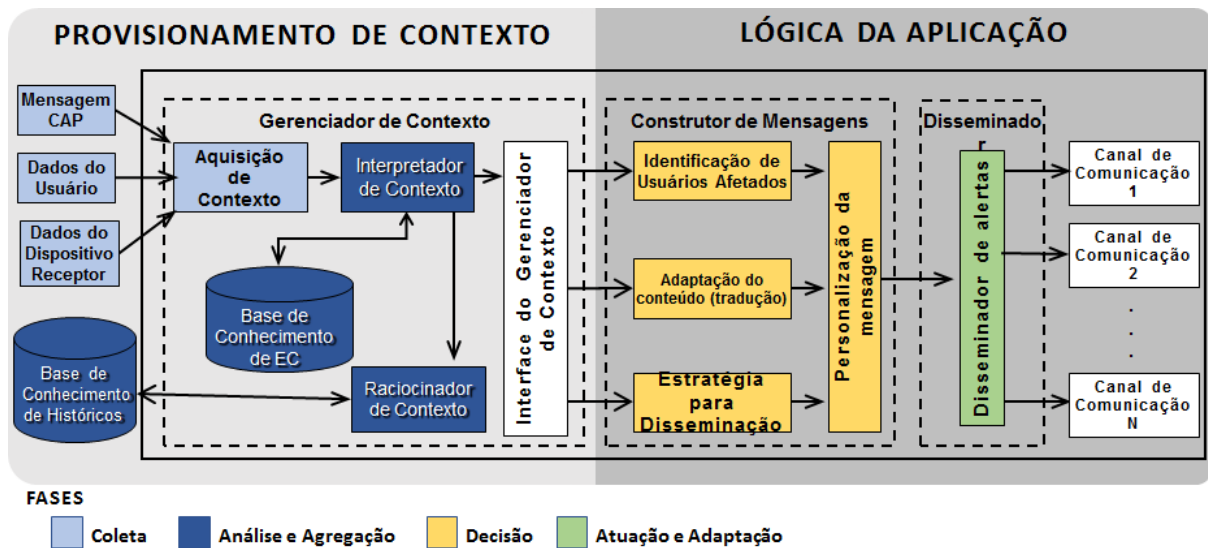 PROVISIONAMENTO DE CONTEXTO
LÓGICA DA APLICAÇÃO
Mensagem
CAP
Dados do
Usuário
Dados do
Dispositivo
Receptor
Base de
Conhecimento
de Históricos
Gerenciador de Contexto
Aquisição
de
Contexto
Interpretador
de Contexto
Base de
Conhecimento
de EC
Raciocinador
de Contexto
Interface do Gerenciador
de Contexto
Construtor de Mensagens
Identificação de
Usuários Afetados
Adaptação do
conteúdo (tradução)
Estratégia
para
Disseminação
Personalização da
mensagem
Disseminado
r
Disseminador de alertas
Canal de
Comunicação
1
Canal de
Comunicação
2
.
.
.
Canal de
Comunicação
N
FASES
Coleta
Análise e Agregação
Decisão
Atuação e Adaptação